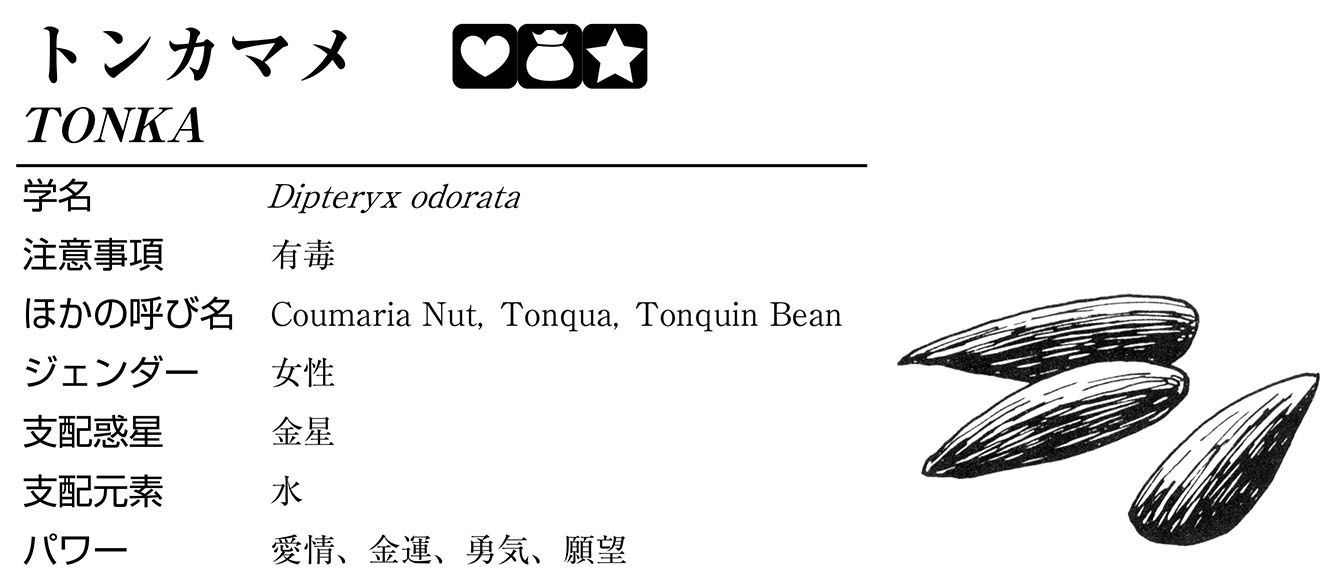 トンカマメ
TONKA
学名 Dipteryx odorata
注意事項 有毒
ほかの呼び名 Coumaria Nut, Tonqua, Tonquin Bean
ジェンダー 女性
支配惑星 金星
支配元素 水
パワー 愛情、金運、勇気、願望